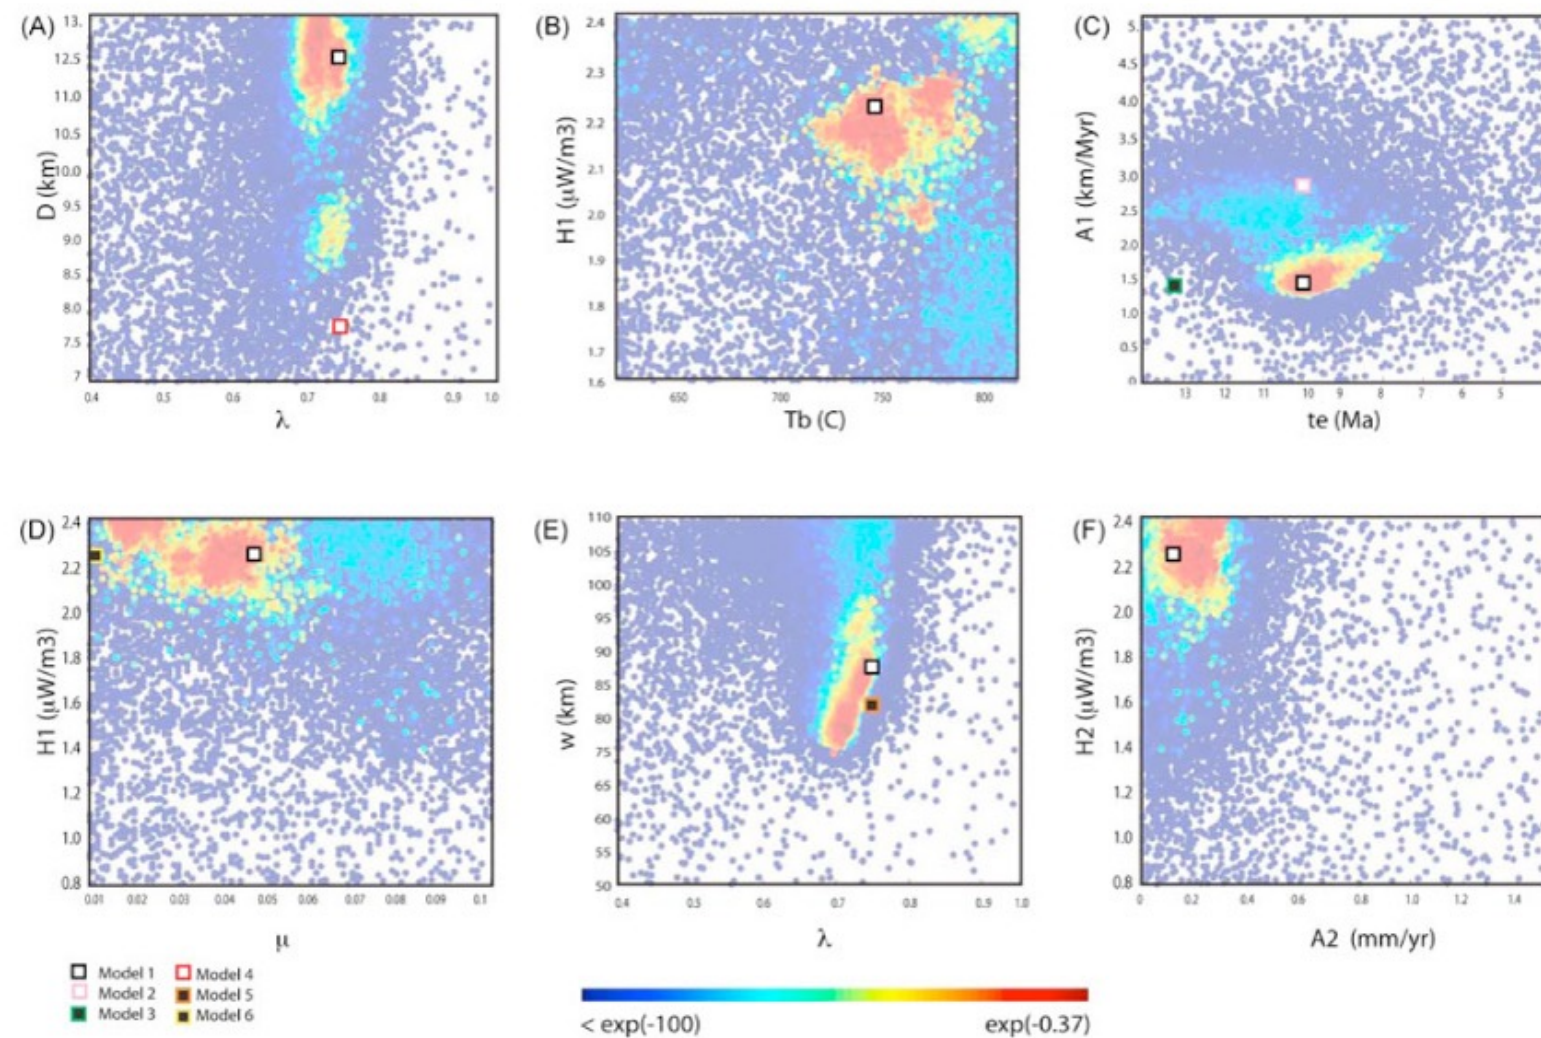 (A)
13.
12.5
11.0
10.5
10.0
9.5
9.0
8.5
8.0
7.5
7
D (km)
0.4 0.5 0.6 0.7 0.8 0.9 1.0
λ
(B)
2.4
2.3
2.2
2.1
2.0
1.9
1.8
1.7
1.6
H1 (μW/m3)
650 700 750 800
Tb (C)
(C)
5.
4.5
4.0
3.5
3.0
2.5
2.0
1.5
1.0
0.5
0
A1 (km/Myr)
13 12 11 10 9 8 7 6 5
te (Ma)
(D)
2.4
2.2
2.0
1.8
1.6
1.4
1.2
1.0
0.8
H1 (μW/m3)
0.01 0.02 0.03 0.04 0.05 0.06 0.07 0.08 0.09 0.1
μ
(E)
110
105
100
95
90
85
80
75
65
60
55
50
w (km)
0.4 0.5 0.6 0.7 0.8 0.9 1.0
λ
(F)
2.4
2.2
2.0
1.8
1.6
1.4
1.2
1.0
0.8
H2 (μW/m3)
0 0.2 0.4 0.6 0.8 1.0 1.2 1.4
A2 (mm/yr)
Model 1 Model 4
Model 2 Model 5
Model 3 Model 6
< exp(-100) exp(-0.37)